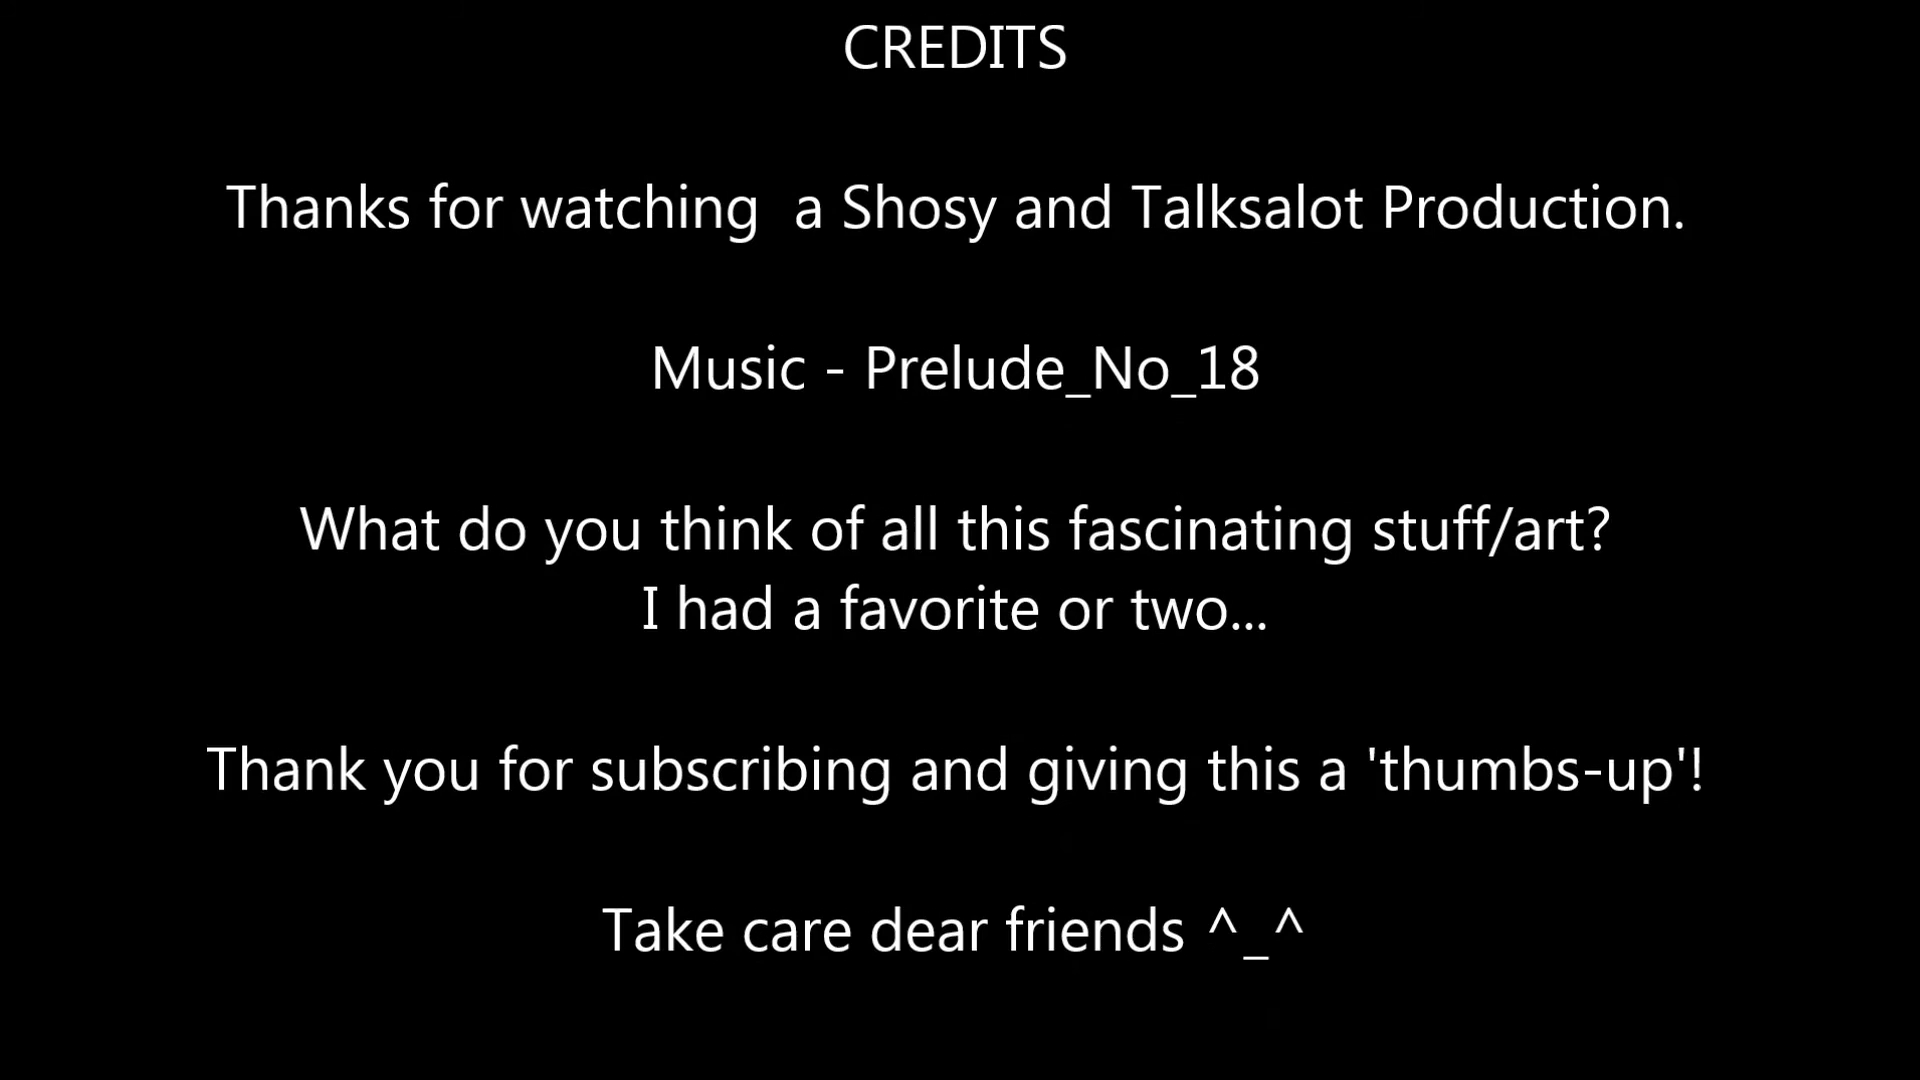 CREDITS
Thanks for watching  a Shosy and Talksalot Production.
Music - Prelude_No_18
What do you think of all this fascinating stuff/art?
I had a favorite or two...
Thank you for subscribing and giving this a 'thumbs-up'!
Take care dear friends ^_^